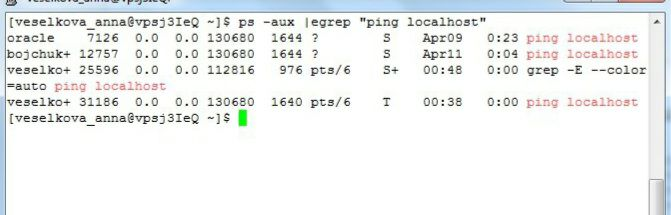 [veselkova_anna@vpsj3IeQ ~]$ ps -aux |egrep "ping localhost"
oracle    7126  0.0  0.0 130680  1644 ?        S    Apr09   0:23 ping localhost
bojchuk+ 12757  0.0  0.0 130680  1644 ?        S    Apr11   0:04 ping localhost
veselko+ 25596  0.0  0.0 112816   976 pts/6    S+   00:48   0:00 grep -E --color
=auto ping localhost
veselko+ 31186  0.0  0.0 130680  1640 pts/6    T    00:38   0:00 ping localhost
[veselkova_anna@vpsj3IeQ ~]$